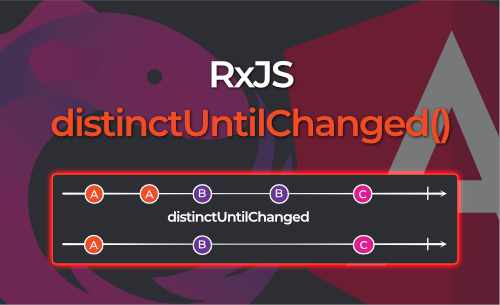 RxJS
distinctUntilChanged()
A A B B C
distinctUntilChanged
A B C